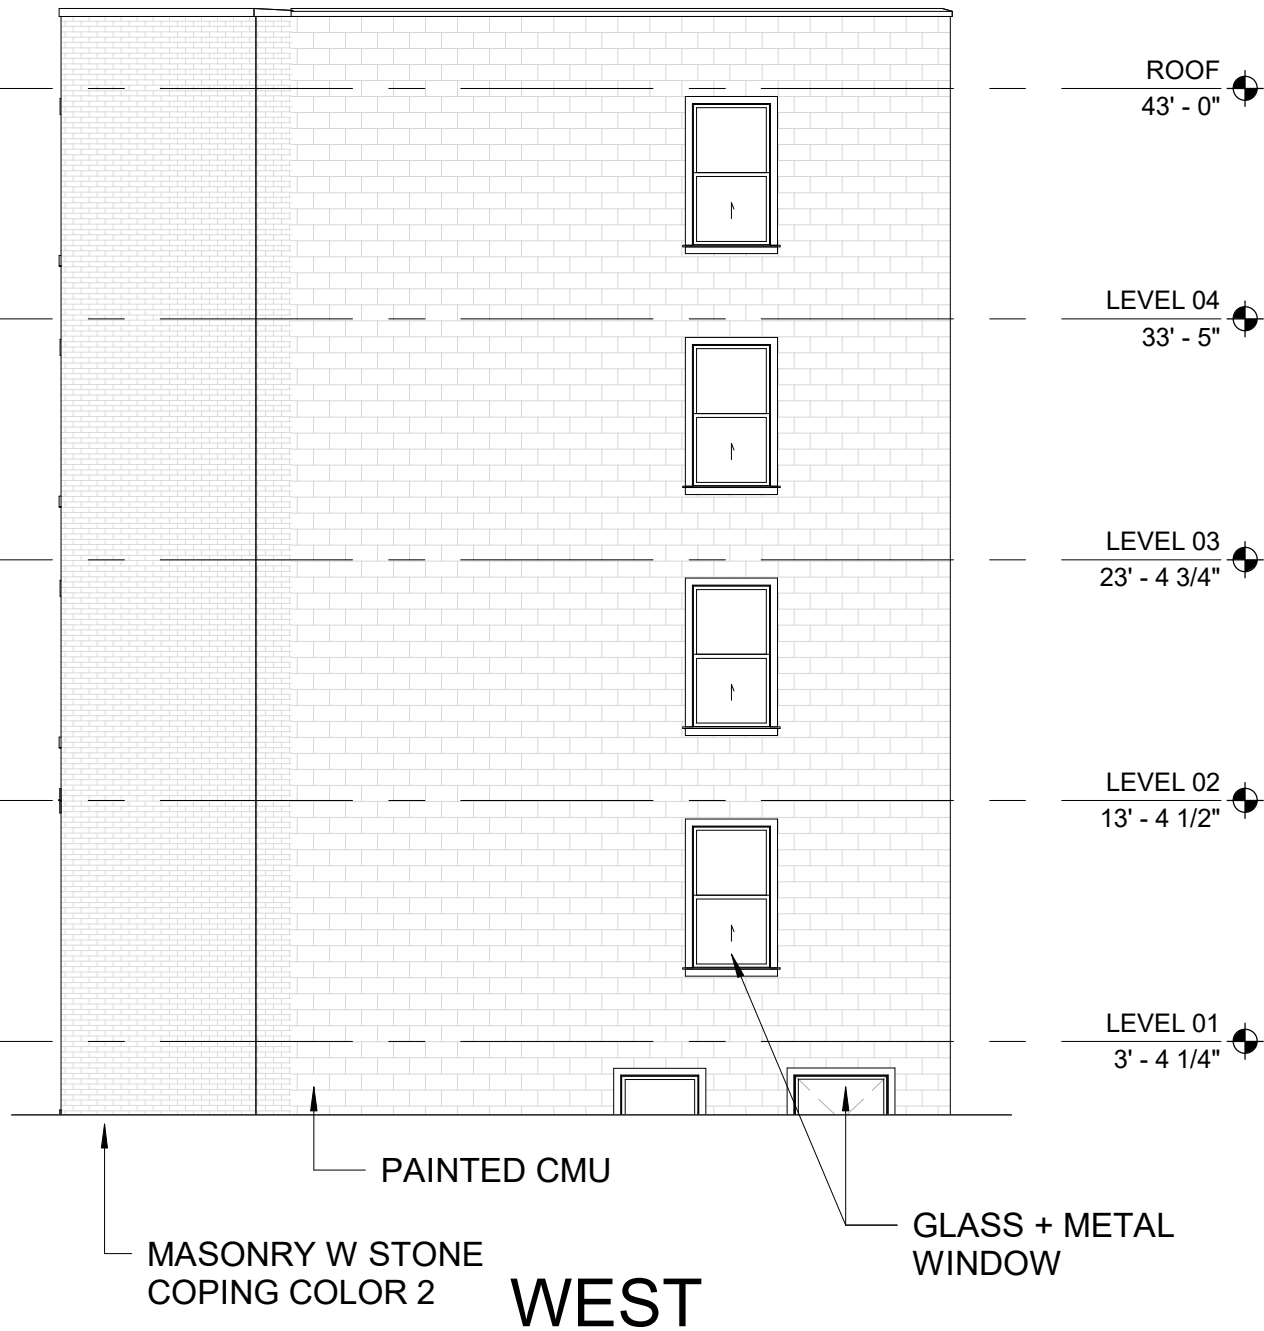 ROOF
43' - 0"
LEVEL 04
33' - 5"
LEVEL 03
23' - 4 3/4"
LEVEL 02
13' - 4 1/2"
LEVEL 01
3' - 4 1/4"
PAINTED CMU
GLASS + METAL
WINDOW
MASONRY W STONE
COPING COLOR 2
WEST